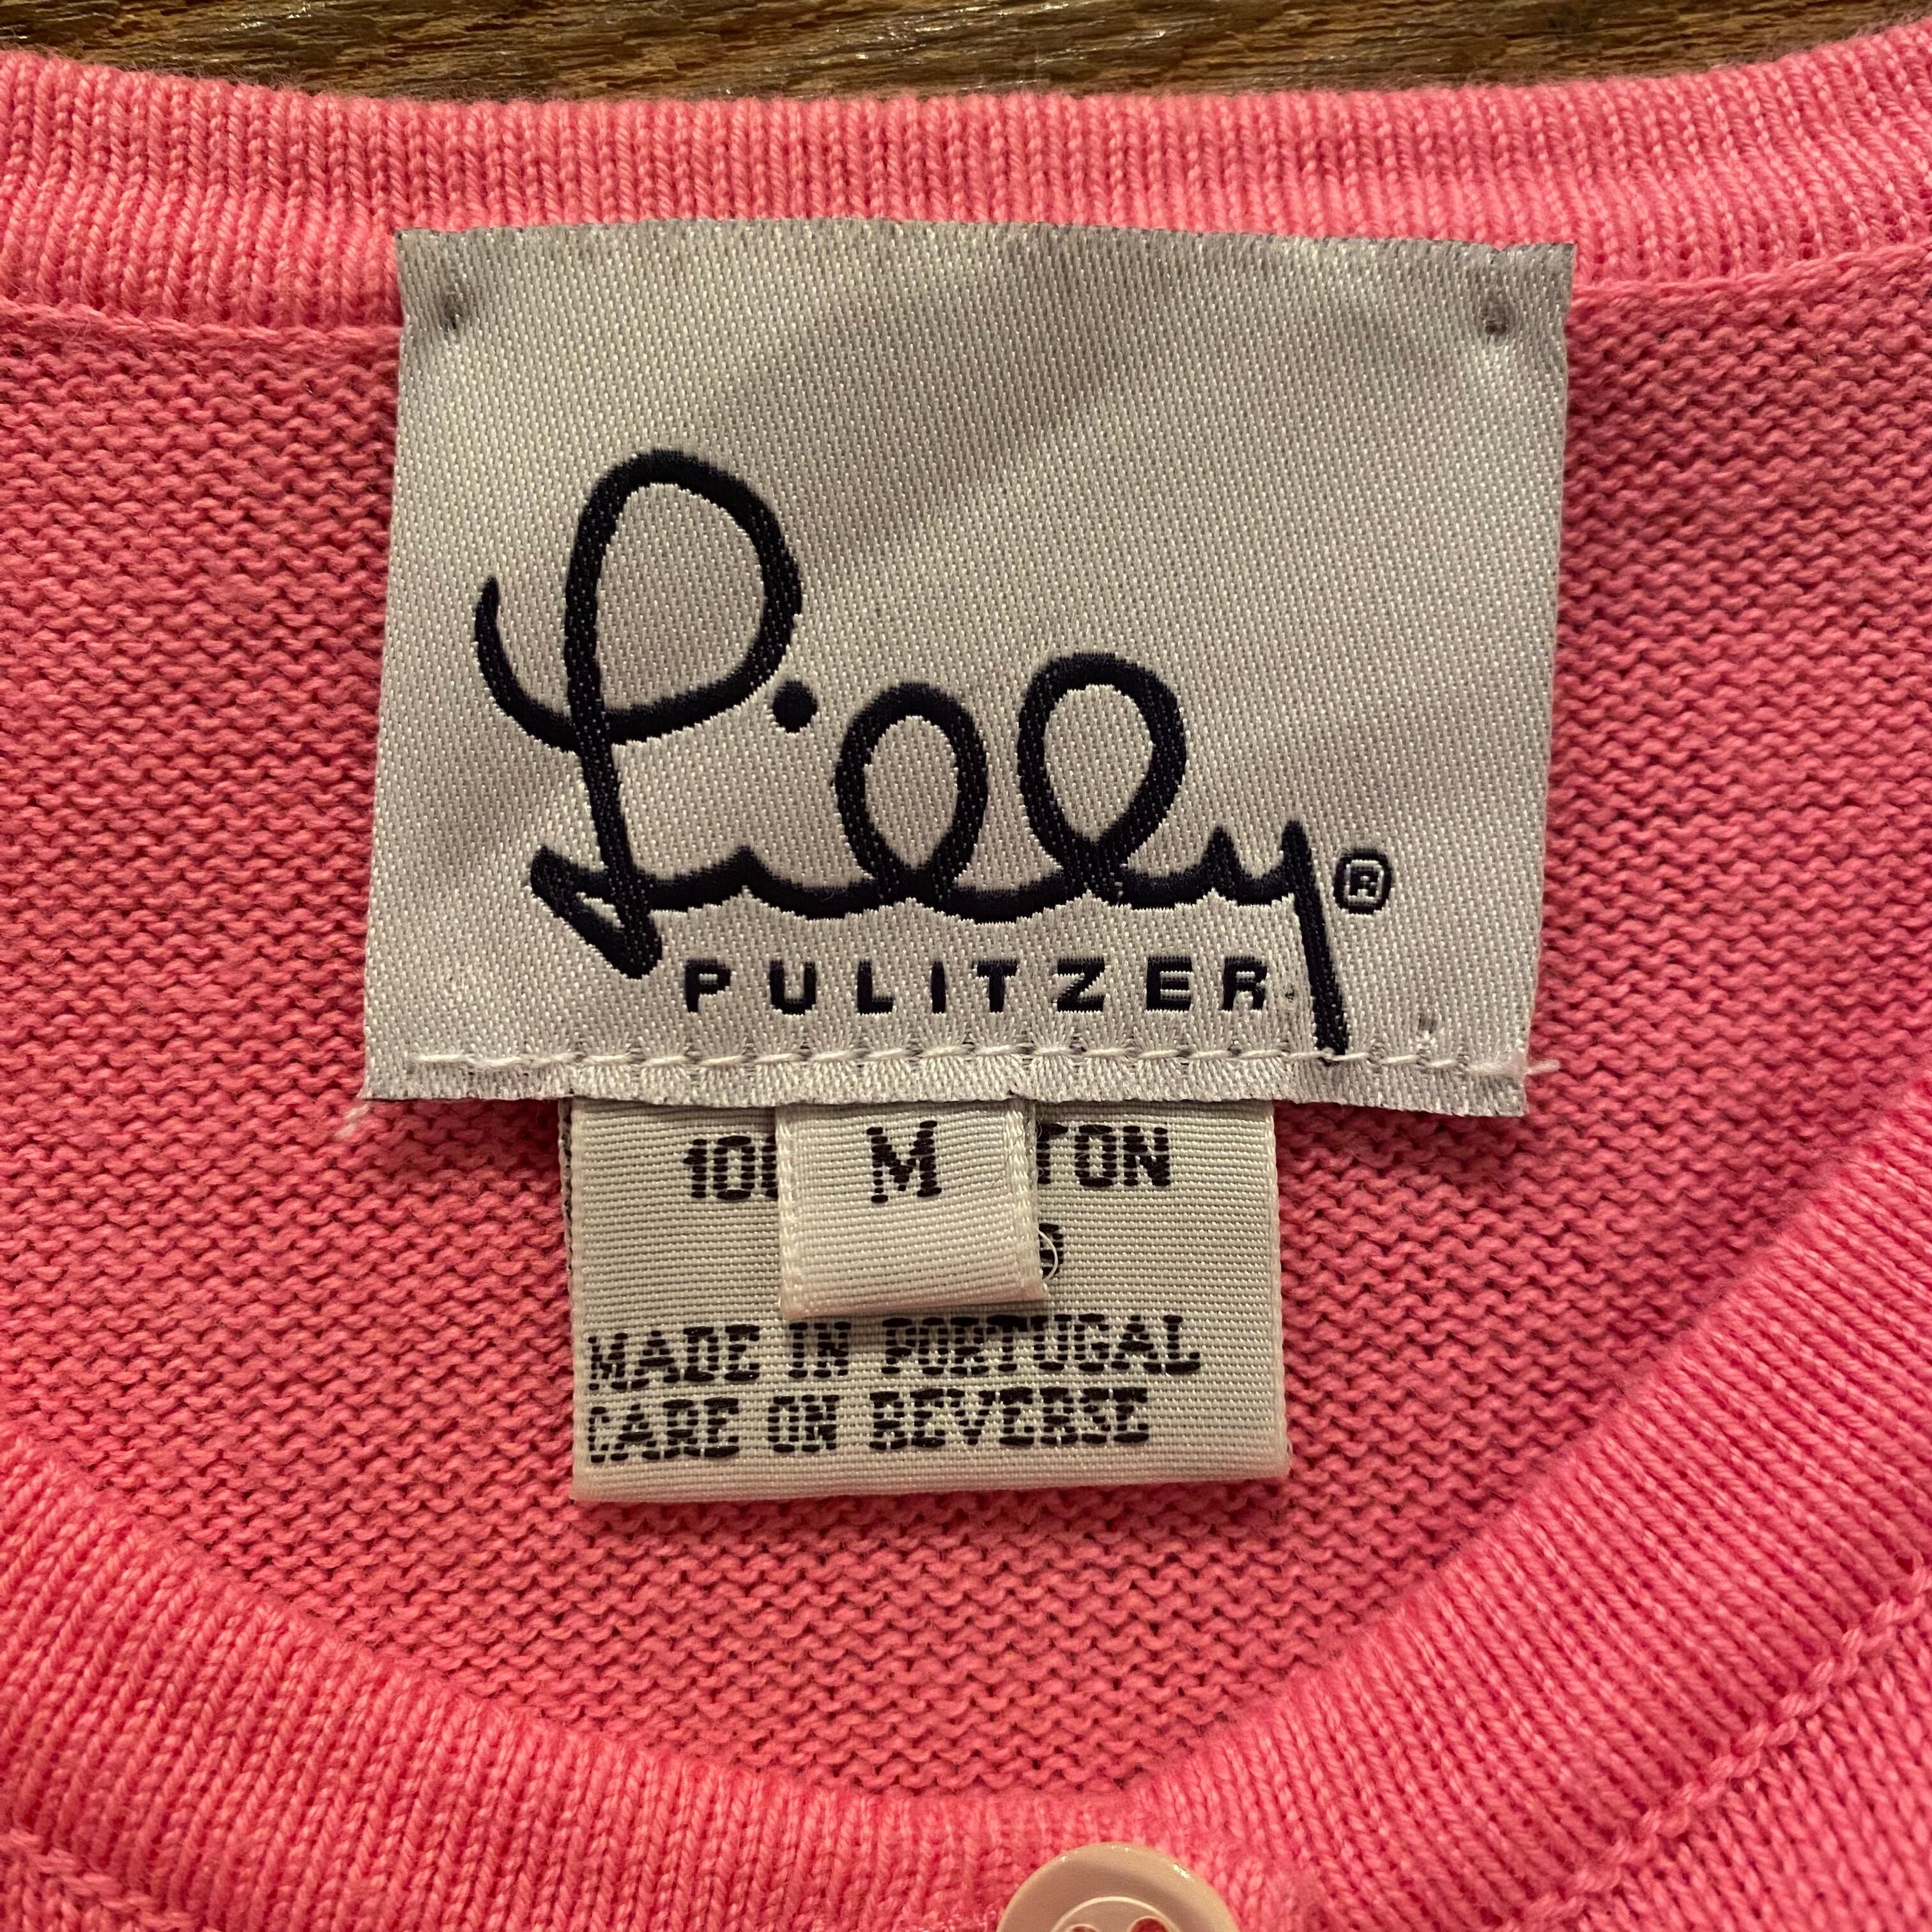 Lilly®
PULITZER
M
MADE IN PORTUGAL
CARE ON REVERSE